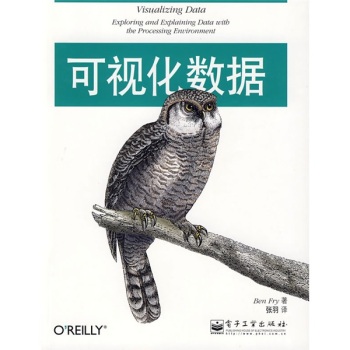 Visualizing Data
Exploring and Explaining Data with
the Processing Environment
可视化数据
Ben Fry 著
张羽 译
O'REILLY®
电子工业出版社